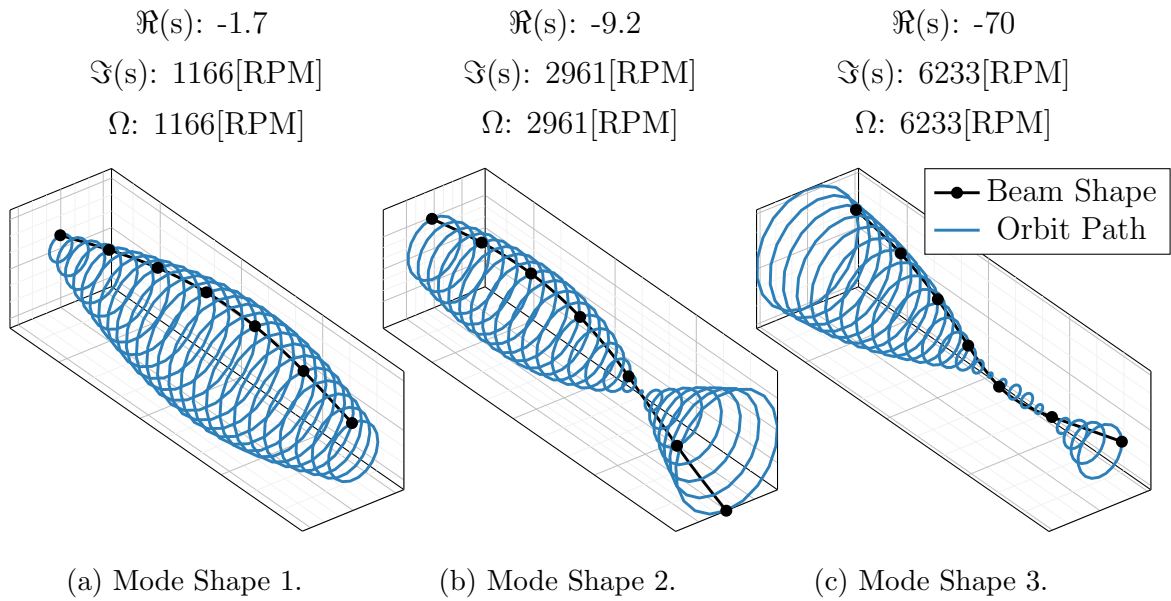 ℜ(s): -1.7
ℑ(s): 1166[RPM]
Ω: 1166[RPM]
ℜ(s): -9.2
ℑ(s): 2961[RPM]
Ω: 2961[RPM]
ℜ(s): -70
ℑ(s): 6233[RPM]
Ω: 6233[RPM]
Beam Shape
Orbit Path
(a) Mode Shape 1.
(b) Mode Shape 2.
(c) Mode Shape 3.